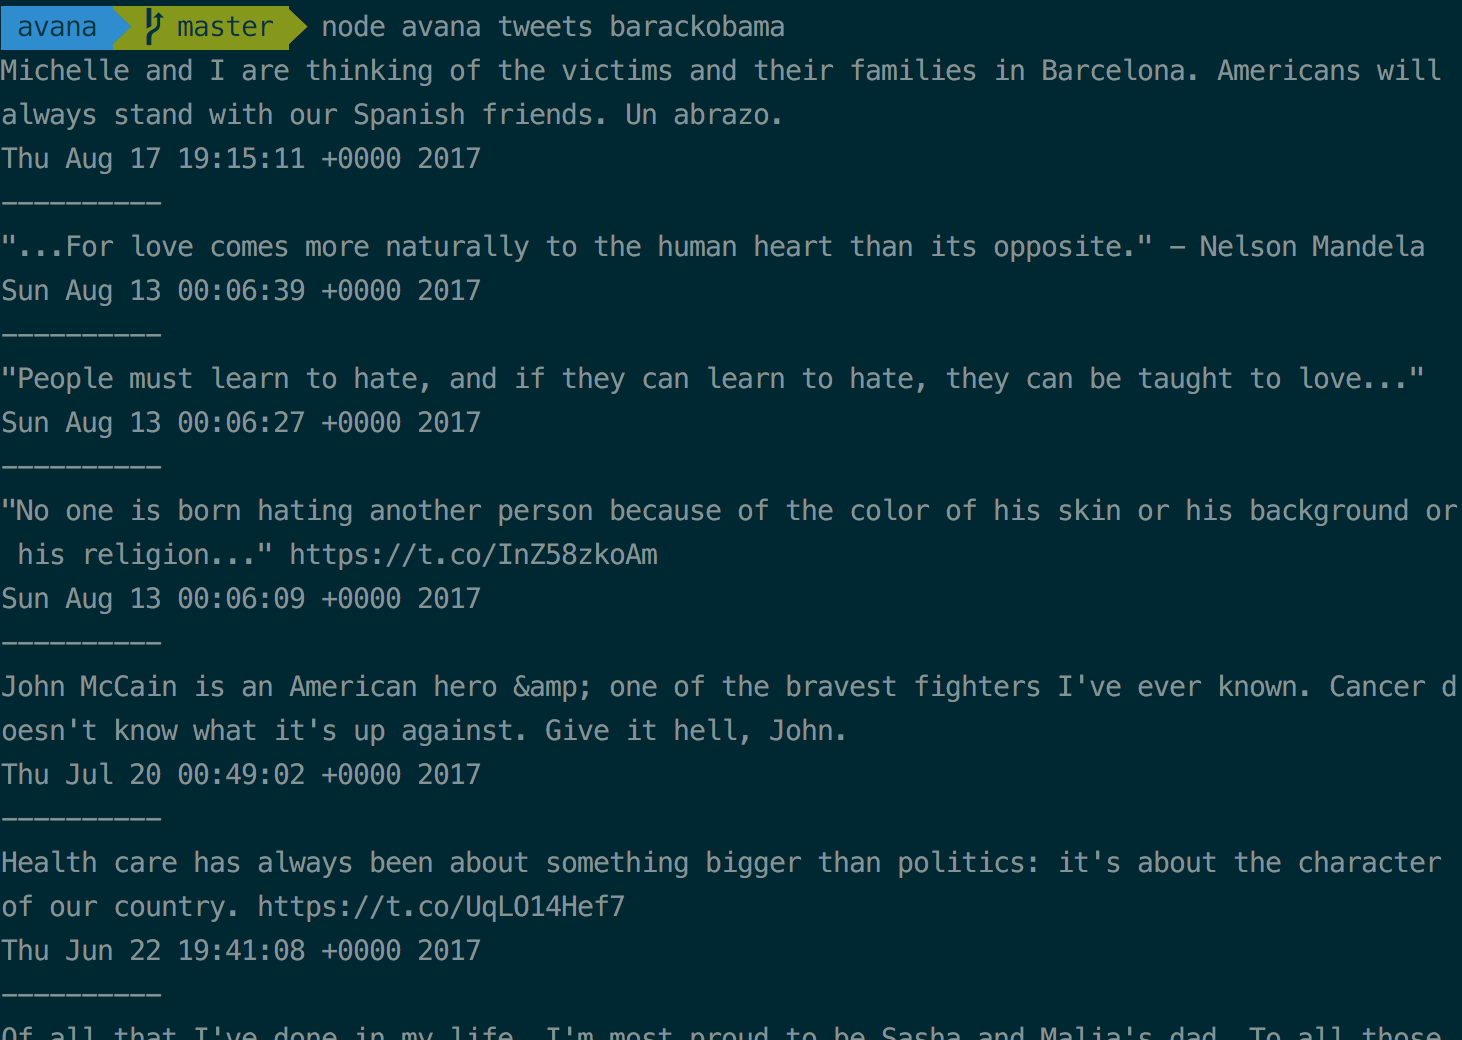 avana master node avana tweets barackobama
Michelle and I are thinking of the victims and their families in Barcelona. Americans will
always stand with our Spanish friends. Un abrazo.
Thu Aug 17 19:15:11 +0000 2017
----------
"...For love comes more naturally to the human heart than its opposite." – Nelson Mandela
Sun Aug 13 00:06:39 +0000 2017
----------
"People must learn to hate, and if they can learn to hate, they can be taught to love..."
Sun Aug 13 00:06:27 +0000 2017
----------
"No one is born hating another person because of the color of his skin or his background or
his religion..." https://t.co/InZ58zkoAm
Sun Aug 13 00:06:09 +0000 2017
----------
John McCain is an American hero &amp; one of the bravest fighters I've ever known. Cancer d
oesn't know what it's up against. Give it hell, John.
Thu Jul 20 00:49:02 +0000 2017
----------
Health care has always been about something bigger than politics: it's about the character
of our country. https://t.co/UqLO14Hef7
Thu Jun 22 19:41:08 +0000 2017
----------
Of all that I've done in my life, I'm most proud to be Sasha and Malia's dad. To all those